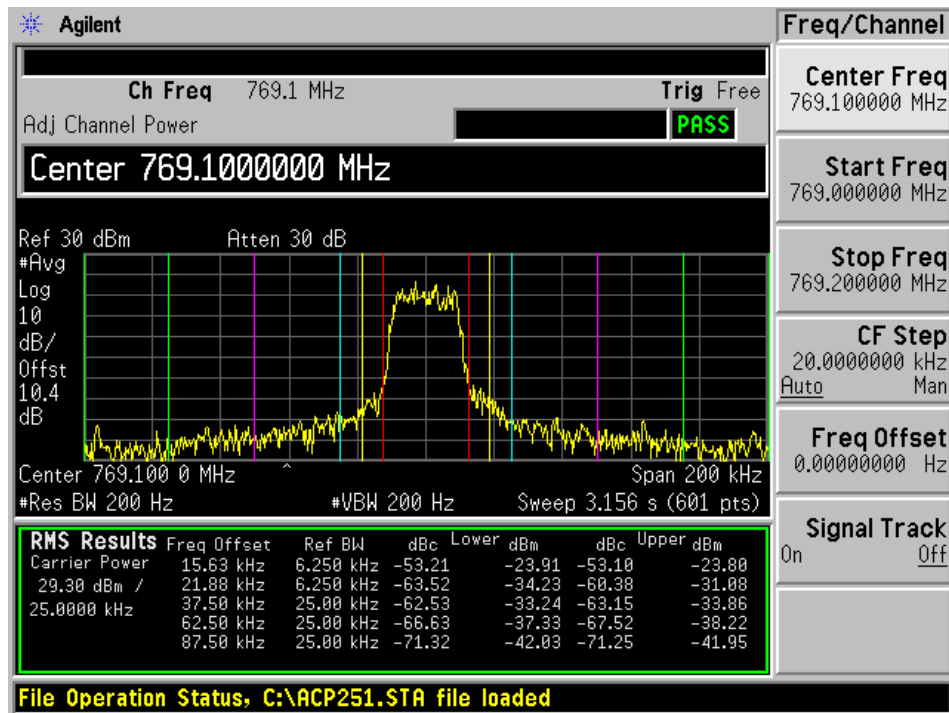 Agilent
Freq/Channel
Ch Freq 769.1 MHz Trig Free
Adj Channel Power PASS
Center 769.1000000 MHz
Ref 30 dBm Atten 30 dB
#Avg
Log
10
dB/
Offst
10.4
dB
Center 769.100 0 MHz Span 200 kHz
#Res BW 200 Hz #VBW 200 Hz Sweep 3.156 s (601 pts)
RMS Results Freq Offset Ref BW dBc Lower dBm dBc Upper dBm
Carrier Power 15.63 kHz 6.250 kHz -53.21 -23.91 -53.10 -23.80
29.30 dBm / 21.88 kHz 6.250 kHz -63.52 -34.23 -60.38 -31.08
25.0000 kHz 37.50 kHz 25.00 kHz -62.53 -33.24 -63.15 -33.86
62.50 kHz 25.00 kHz -66.63 -37.33 -67.52 -38.22
87.50 kHz 25.00 kHz -71.32 -42.03 -71.25 -41.95
Center Freq
769.100000 MHz
Start Freq
769.000000 MHz
Stop Freq
769.200000 MHz
CF Step
20.0000000 kHz
Auto Man
Freq Offset
0.00000000 Hz
Signal Track
On Off
File Operation Status, C:\ACP251.STA file loaded